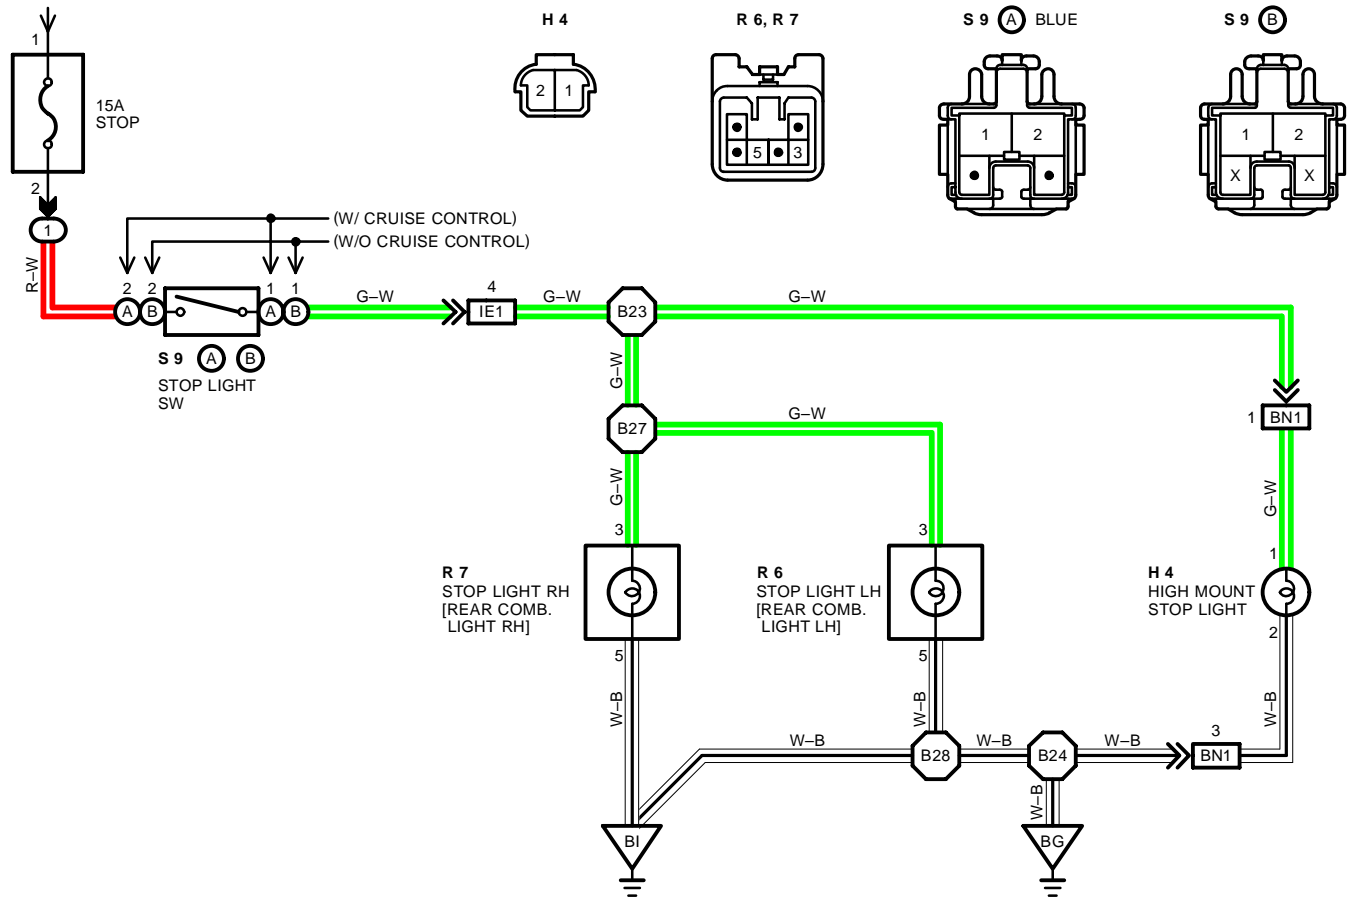 H 4
R 6, R 7
S 9 A BLUE
S 9 B
1
15A
STOP
2
1
2 1
5 3
1 2
1 2
X X
(W/ CRUISE CONTROL)
(W/O CRUISE CONTROL)
R–W
2 2 1 1
A B A B
G–W
4
IE1
G–W
B23
G–W
S 9 A B
STOP LIGHT
SW
G–W
B27
G–W
1 BN1
G–W
G–W
3
3
1
R 7
STOP LIGHT RH
[REAR COMB.
LIGHT RH]
R 6
STOP LIGHT LH
[REAR COMB.
LIGHT LH]
H 4
HIGH MOUNT
STOP LIGHT
5
5
2
W–B
W–B
W–B
W–B
B28
W–B
B24
W–B
3
BN1
W–B
BI
BG